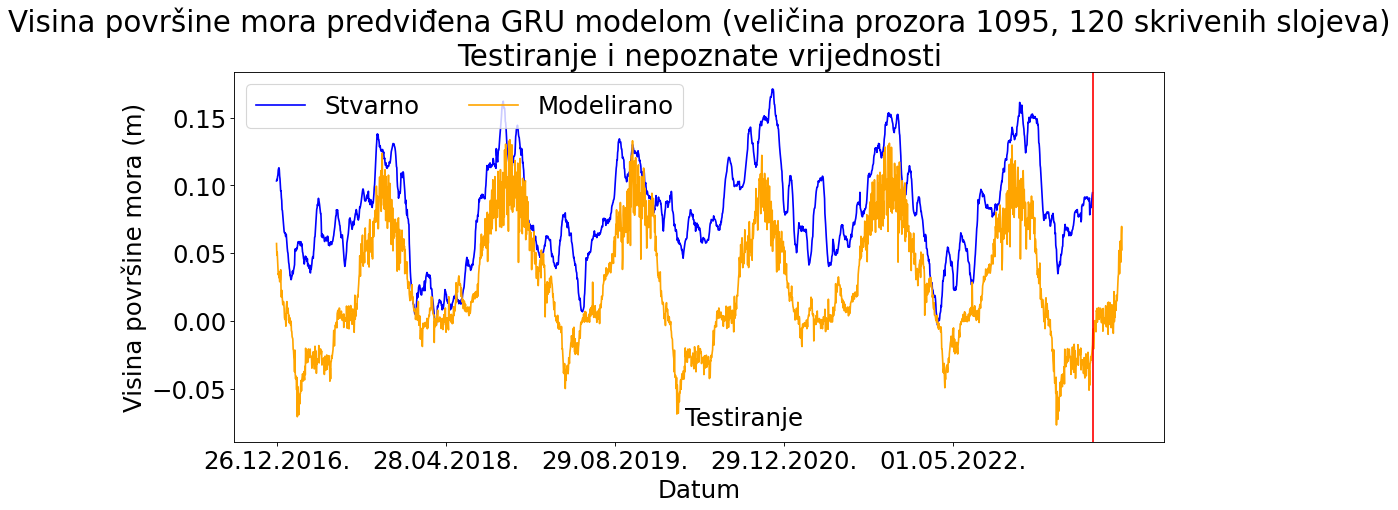 Visina površine mora predviđena GRU modelom (veličina prozora 1095, 120 skrivenih slojeva)
Testiranje i nepoznate vrijednosti
Stvarno Modelirano
Visina površine mora (m)
0.15
0.10
0.05
0.00
−0.05
Testiranje
26.12.2016. 28.04.2018. 29.08.2019. 29.12.2020. 01.05.2022.
Datum